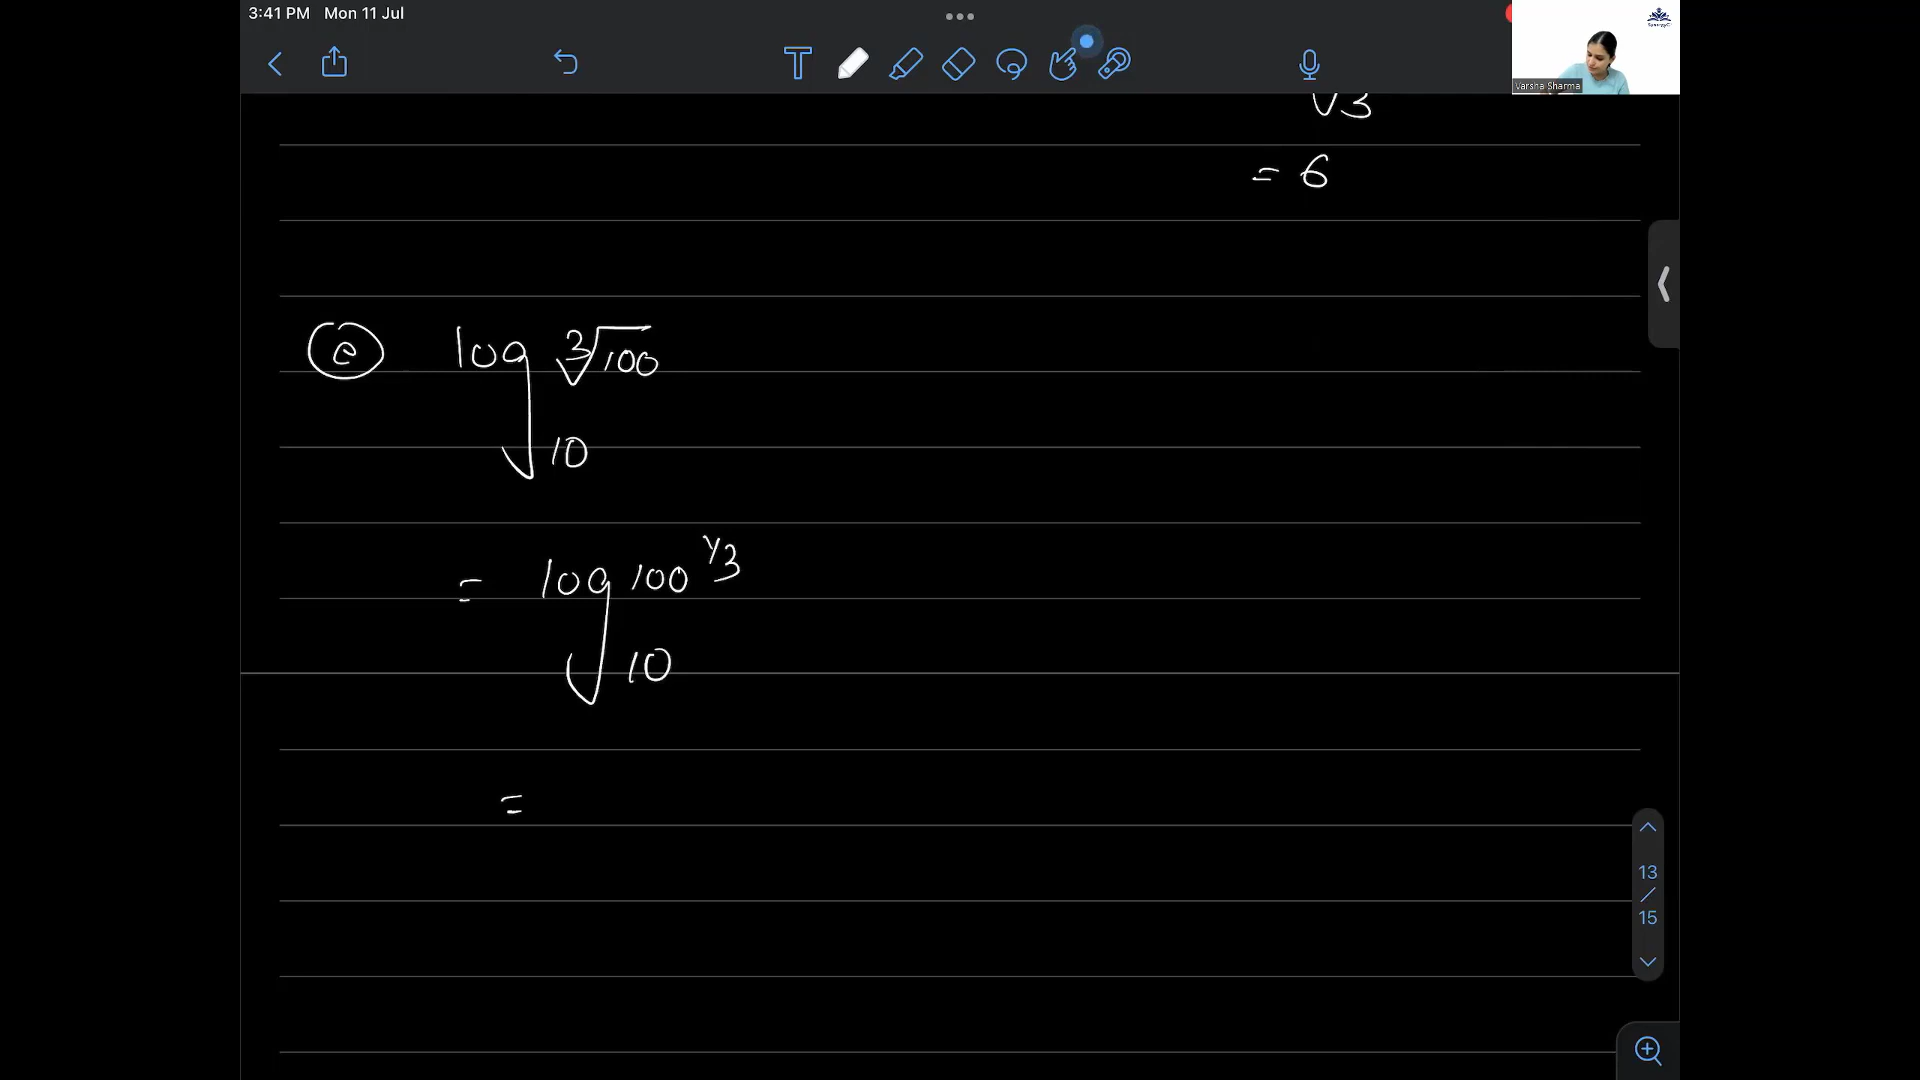 3:41 PM Mon 11 Jul
Varsha Sharma
√3
= 6
(e) log ∛100
10
= log 100^1/3
10
=
13
/
15